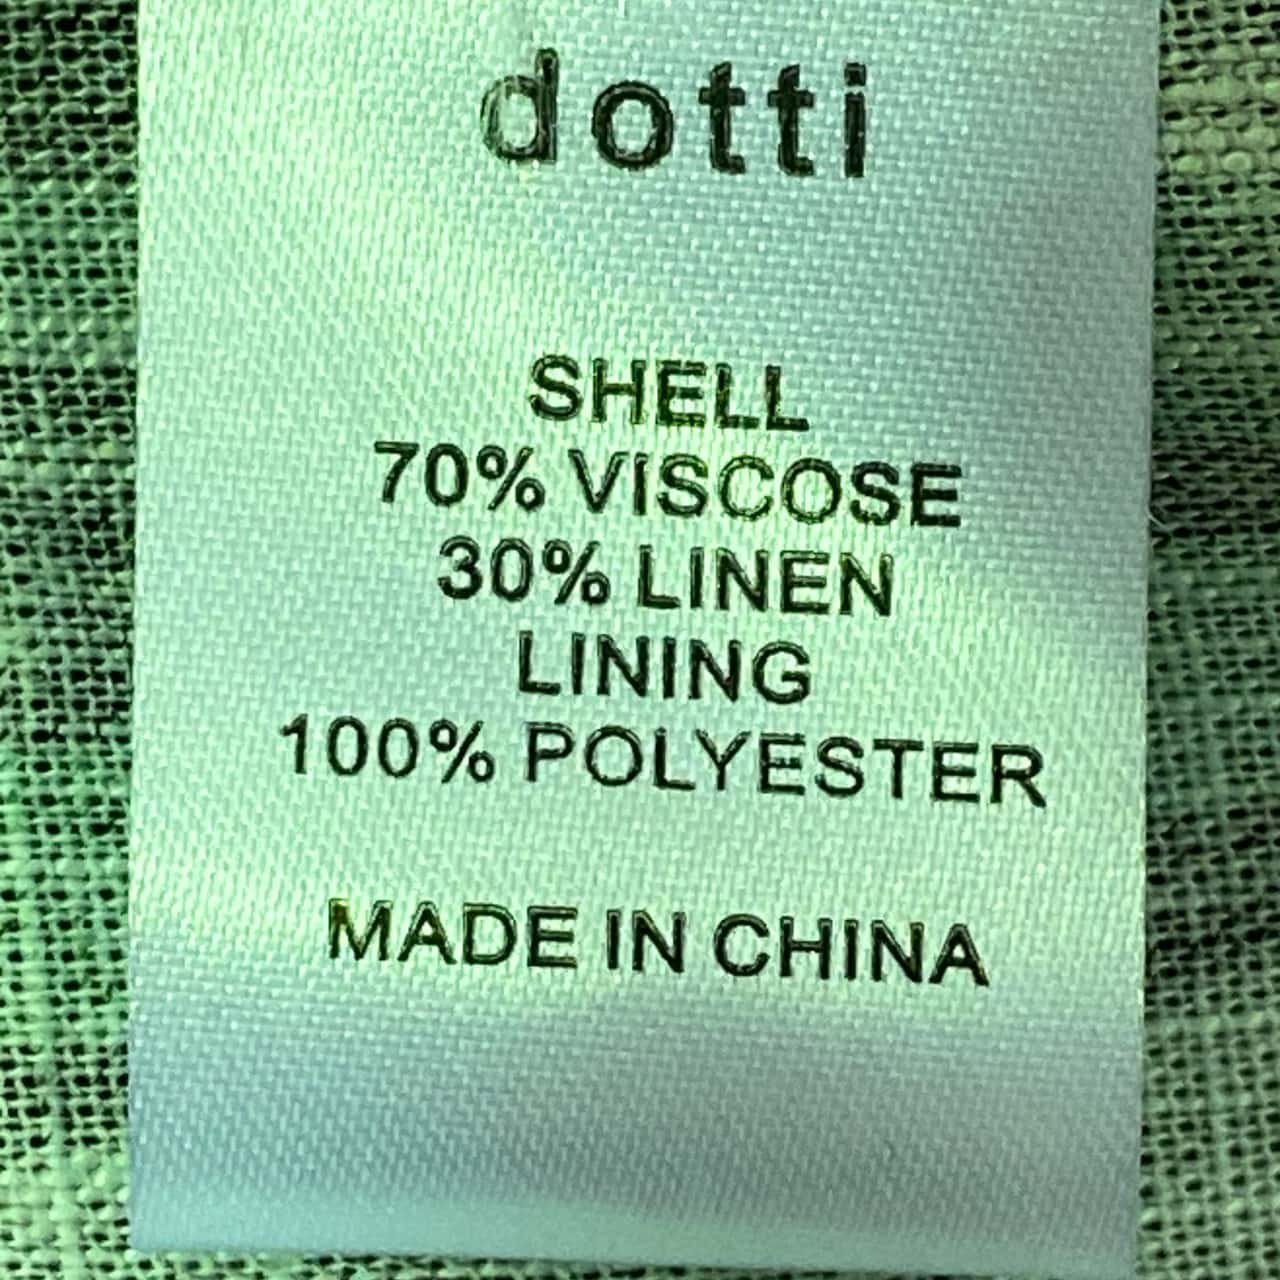 dotti
SHELL
70% VISCOSE
30% LINEN
LINING
100% POLYESTER
MADE IN CHINA